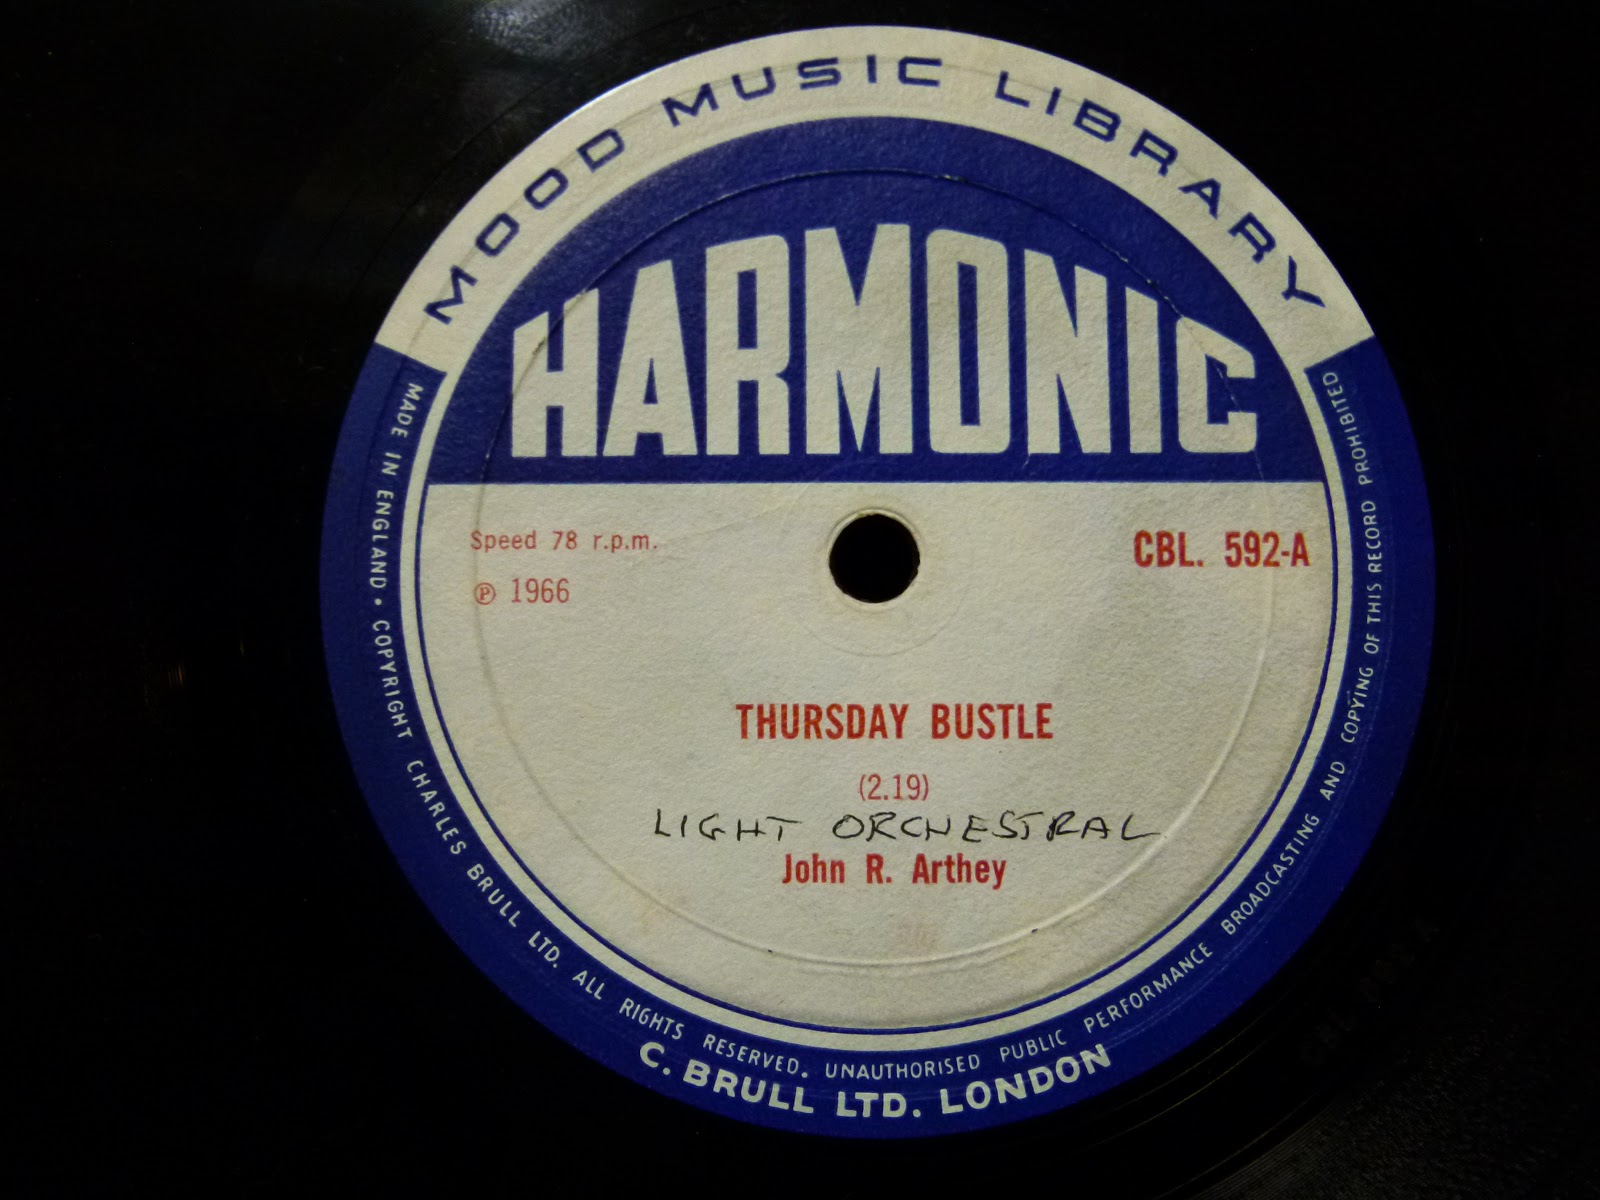 MOOD MUSIC LIBRARY
HARMONIC
Speed 78 r.p.m.
CBL. 592-A
℗ 1966
THURSDAY BUSTLE
(2.19)
LIGHT ORCHESTRAL
John R. Arthey
MADE IN ENGLAND • COPYRIGHT CHARLES BRULL LTD. ALL RIGHTS RESERVED. UNAUTHORISED PUBLIC PERFORMANCE BROADCASTING AND COPYING OF THIS RECORD PROHIBITED
C. BRULL LTD. LONDON